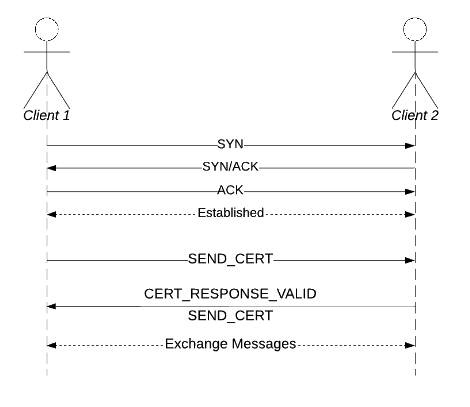 Client 1
Client 2
SYN
SYN/ACK
ACK
Established
SEND_CERT
CERT_RESPONSE_VALID
SEND_CERT
Exchange Messages